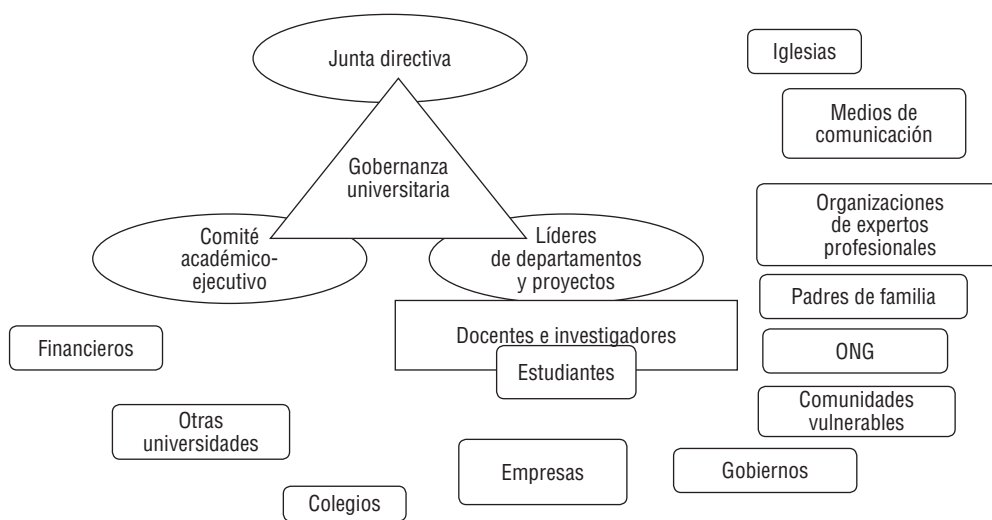 Junta directiva
Iglesias
Medios de
comunicación
Gobernanza
universitaria
Organizaciones
de expertos
profesionales
Comité
académico-
ejecutivo
Líderes
de departamentos
y proyectos
Padres de familia
Financieros
Docentes e investigadores
ONG
Estudiantes
Otras
universidades
Comunidades
vulnerables
Empresas
Gobiernos
Colegios